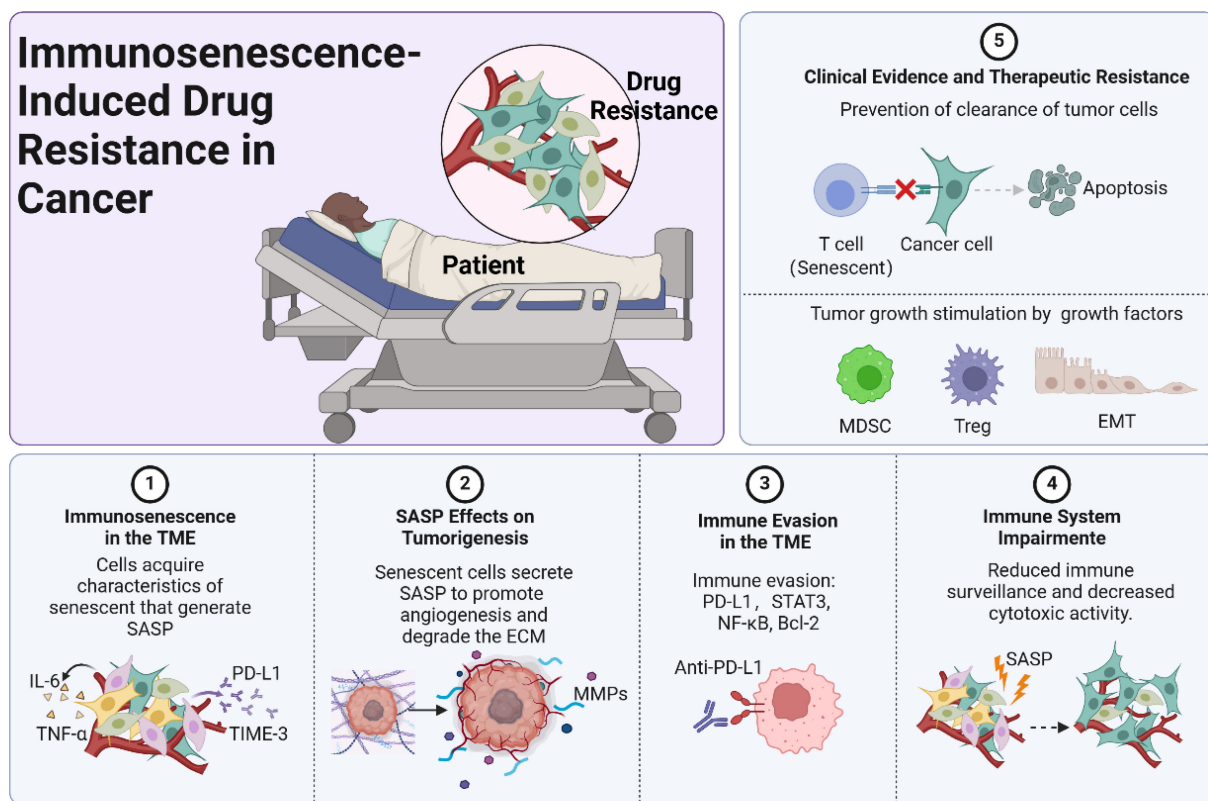 Immunosenescence-
Induced Drug
Resistance in
Cancer
Drug
Resistance
Patient
5
Clinical Evidence and Therapeutic Resistance
Prevention of clearance of tumor cells
T cell
(Senescent)
Cancer cell
Apoptosis
Tumor growth stimulation by growth factors
MDSC
Treg
EMT
1
Immunosenescence
in the TME
Cells acquire
characteristics of
senescent that generate
SASP
IL-6
TNF-α
PD-L1
TIME-3
2
SASP Effects on
Tumorigenesis
Senescent cells secrete
SASP to promote
angiogenesis and
degrade the ECM
MMPs
3
Immune Evasion
in the TME
Immune evasion:
PD-L1, STAT3,
NF-κB, Bcl-2
Anti-PD-L1
4
Immune System
Impairmente
Reduced immune
surveillance and decreased
cytotoxic activity.
SASP